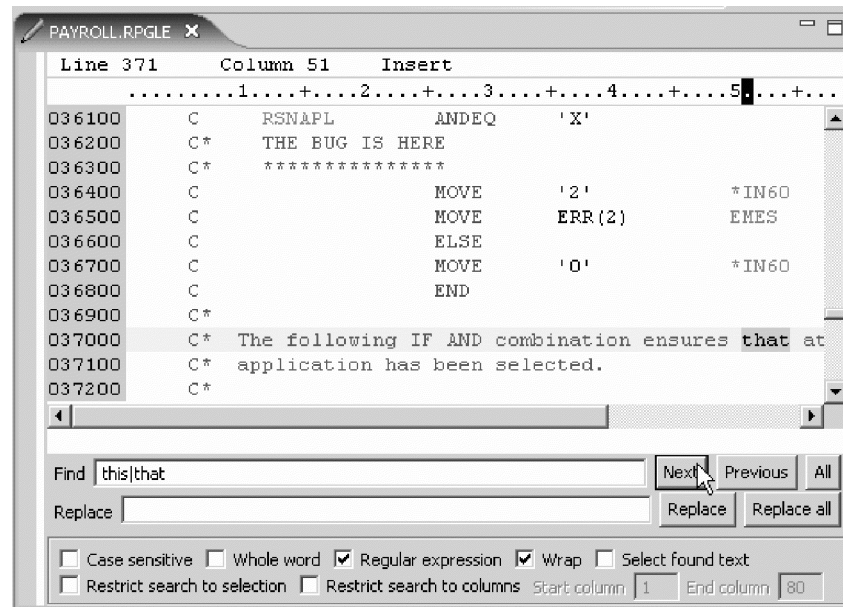 PAYROLL.RPGLE
Line 371 Column 51 Insert
.........1....+....2....+....3....+....4....+....5....+...
036100 C RSNAPL ANDEQ 'X'
036200 C* THE BUG IS HERE
036300 C* ***************
036400 C MOVE '2' *IN60
036500 C MOVE ERR(2) EMES
036600 C ELSE
036700 C MOVE '0' *IN60
036800 C END
036900 C*
037000 C* The following IF AND combination ensures that at
037100 C* application has been selected.
037200 C*
Find this|that Next Previous All
Replace Replace Replace all
Case sensitive Whole word Regular expression Wrap Select found text
Restrict search to selection Restrict search to columns Start column 1 End column 80